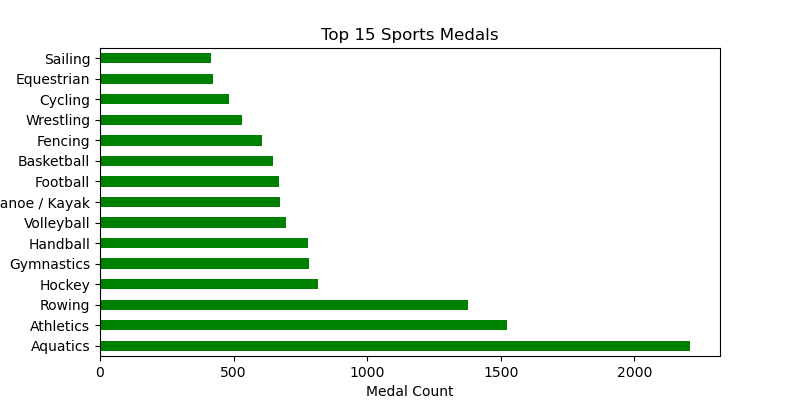 Top 15 Sports Medals
Sailing
Equestrian
Cycling
Wrestling
Fencing
Basketball
Football
anoe / Kayak
Volleyball
Handball
Gymnastics
Hockey
Rowing
Athletics
Aquatics
0 500 1000 1500 2000
Medal Count